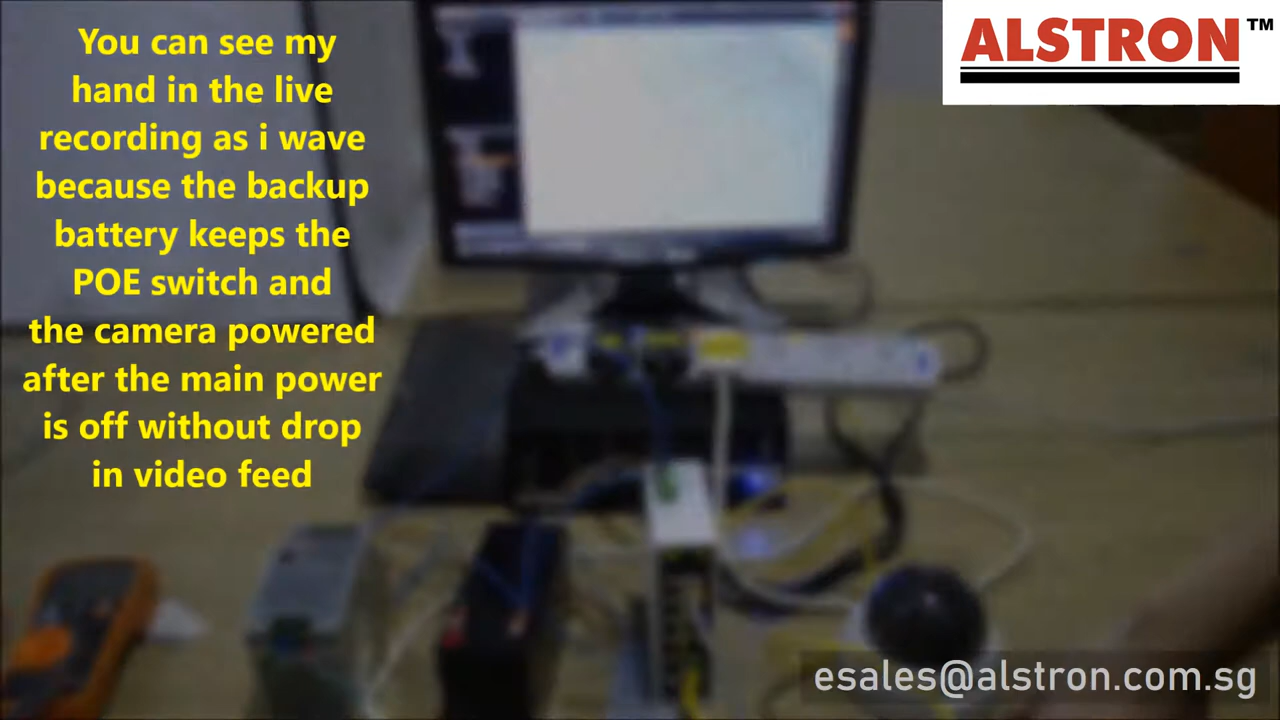 You can see my
hand in the live
recording as i wave
because the backup
battery keeps the
POE switch and
the camera powered
after the main power
is off without drop
in video feed
ALSTRON™
esales@alstron.com.sg